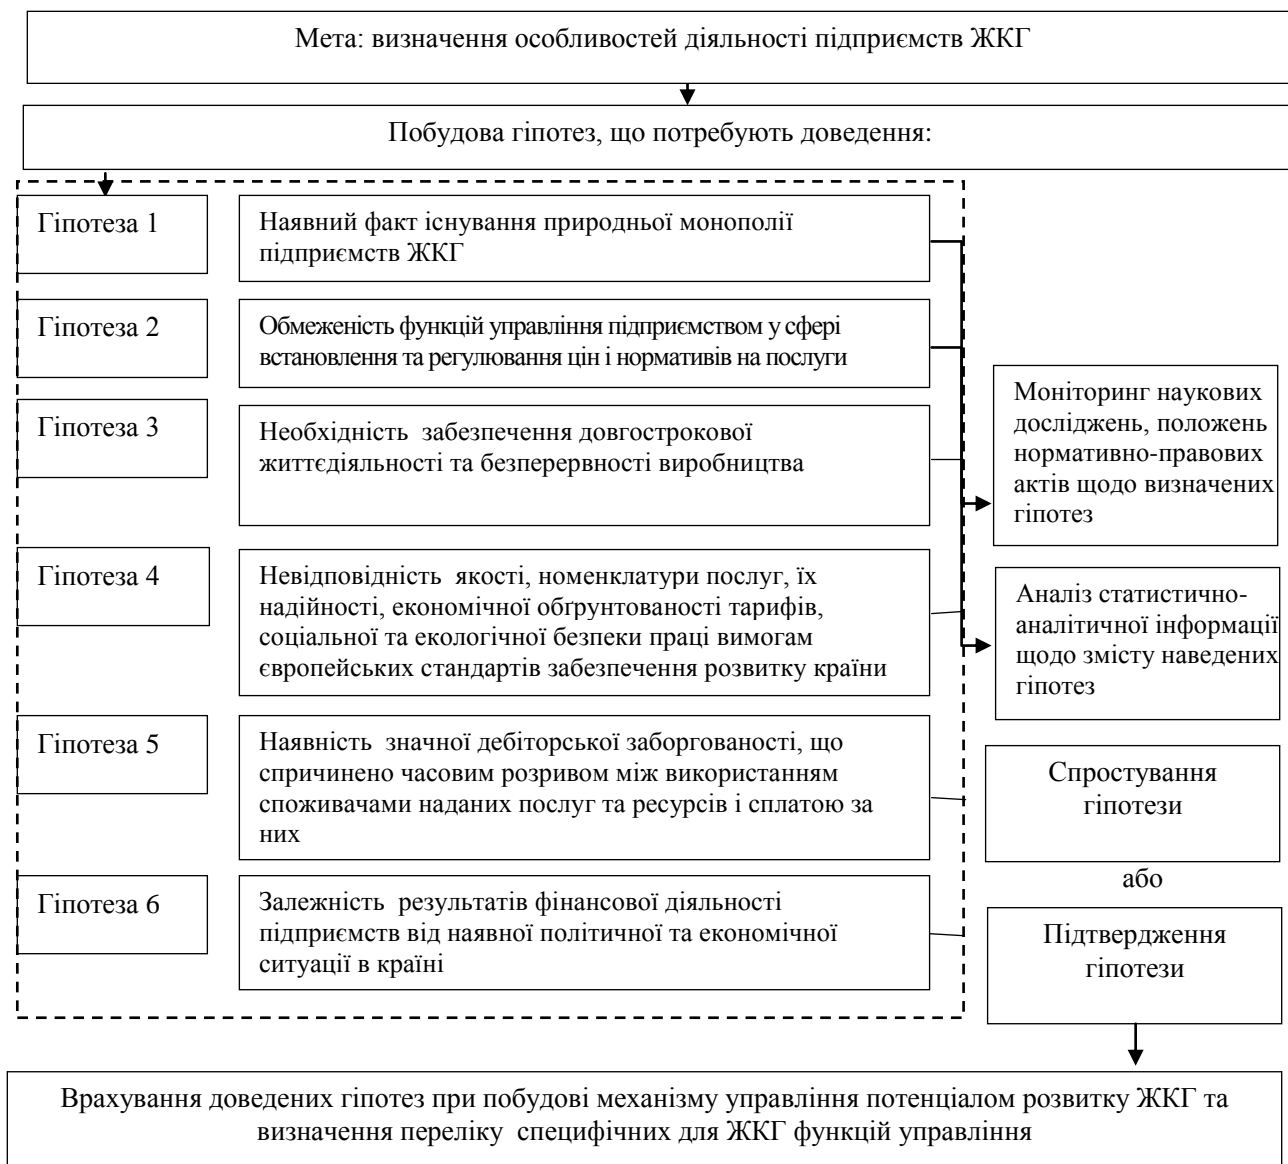 Мета: визначення особливостей діяльності підприємств ЖКГ
Побудова гіпотез, що потребують доведення:
Гіпотеза 1
Наявний факт існування природньої монополії
підприємств ЖКГ
Гіпотеза 2
Обмеженість функцій управління підприємством у сфері
встановлення та регулювання цін і нормативів на послуги
Гіпотеза 3
Необхідність забезпечення довгострокової
життєдіяльності та безперервності виробництва
Гіпотеза 4
Невідповідність якості, номенклатури послуг, їх
надійності, економічної обґрунтованості тарифів,
соціальної та екологічної безпеки праці вимогам
європейських стандартів забезпечення розвитку країни
Гіпотеза 5
Наявність значної дебіторської заборгованості, що
спричинено часовим розривом між використанням
споживачами наданих послуг та ресурсів і сплатою за
них
Гіпотеза 6
Залежність результатів фінансової діяльності
підприємств від наявної політичної та економічної
ситуації в країні
Моніторинг наукових
досліджень, положень
нормативно-правових
актів щодо визначених
гіпотез
Аналіз статистично-
аналітичної інформації
щодо змісту наведених
гіпотез
Спростування
гіпотези
або
Підтвердження
гіпотези
Врахування доведених гіпотез при побудові механізму управління потенціалом розвитку ЖКГ та
визначення переліку специфічних для ЖКГ функцій управління